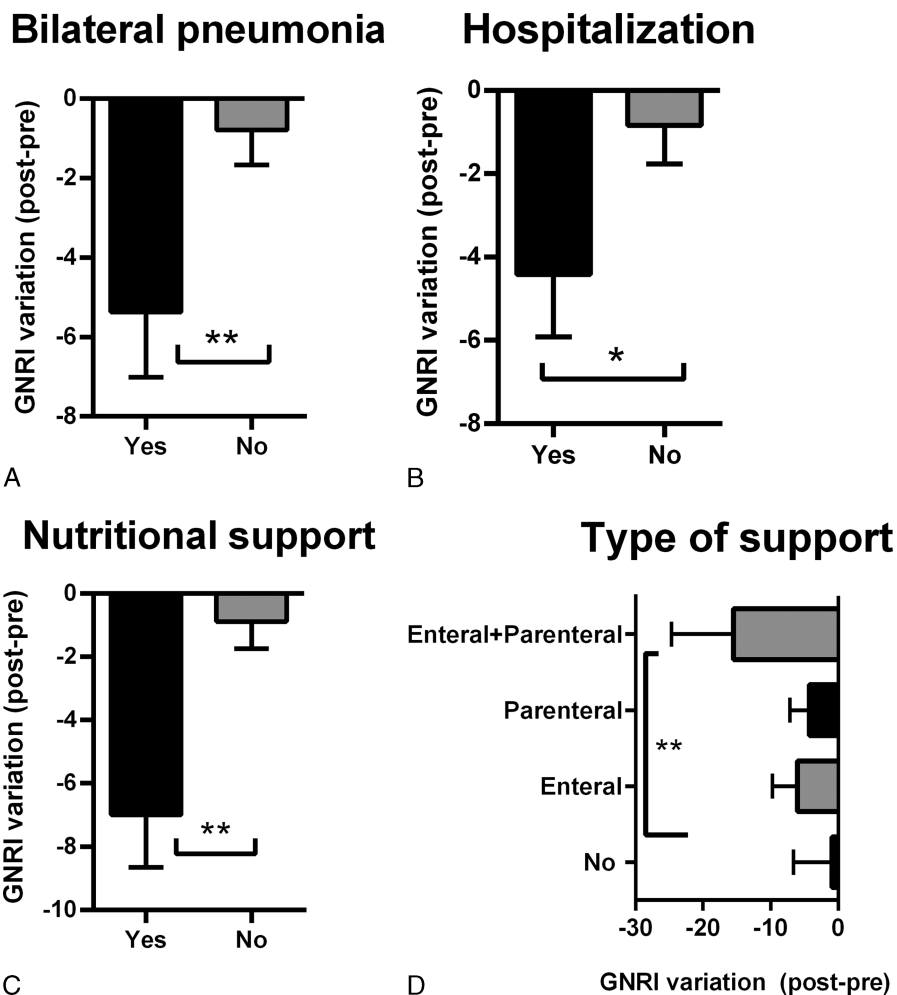 Bilateral pneumonia
GNRI variation (post-pre)
0
-2
-4
-6
-8
**
Yes No
A
Hospitalization
GNRI variation (post-pre)
0
-2
-4
-6
-8
*
Yes No
B
Nutritional support
GNRI variation (post-pre)
0
-2
-4
-6
-8
-10
**
Yes No
C
Type of support
Enteral+Parenteral
Parenteral
**
Enteral
No
-30 -20 -10 0
GNRI variation (post-pre)
D